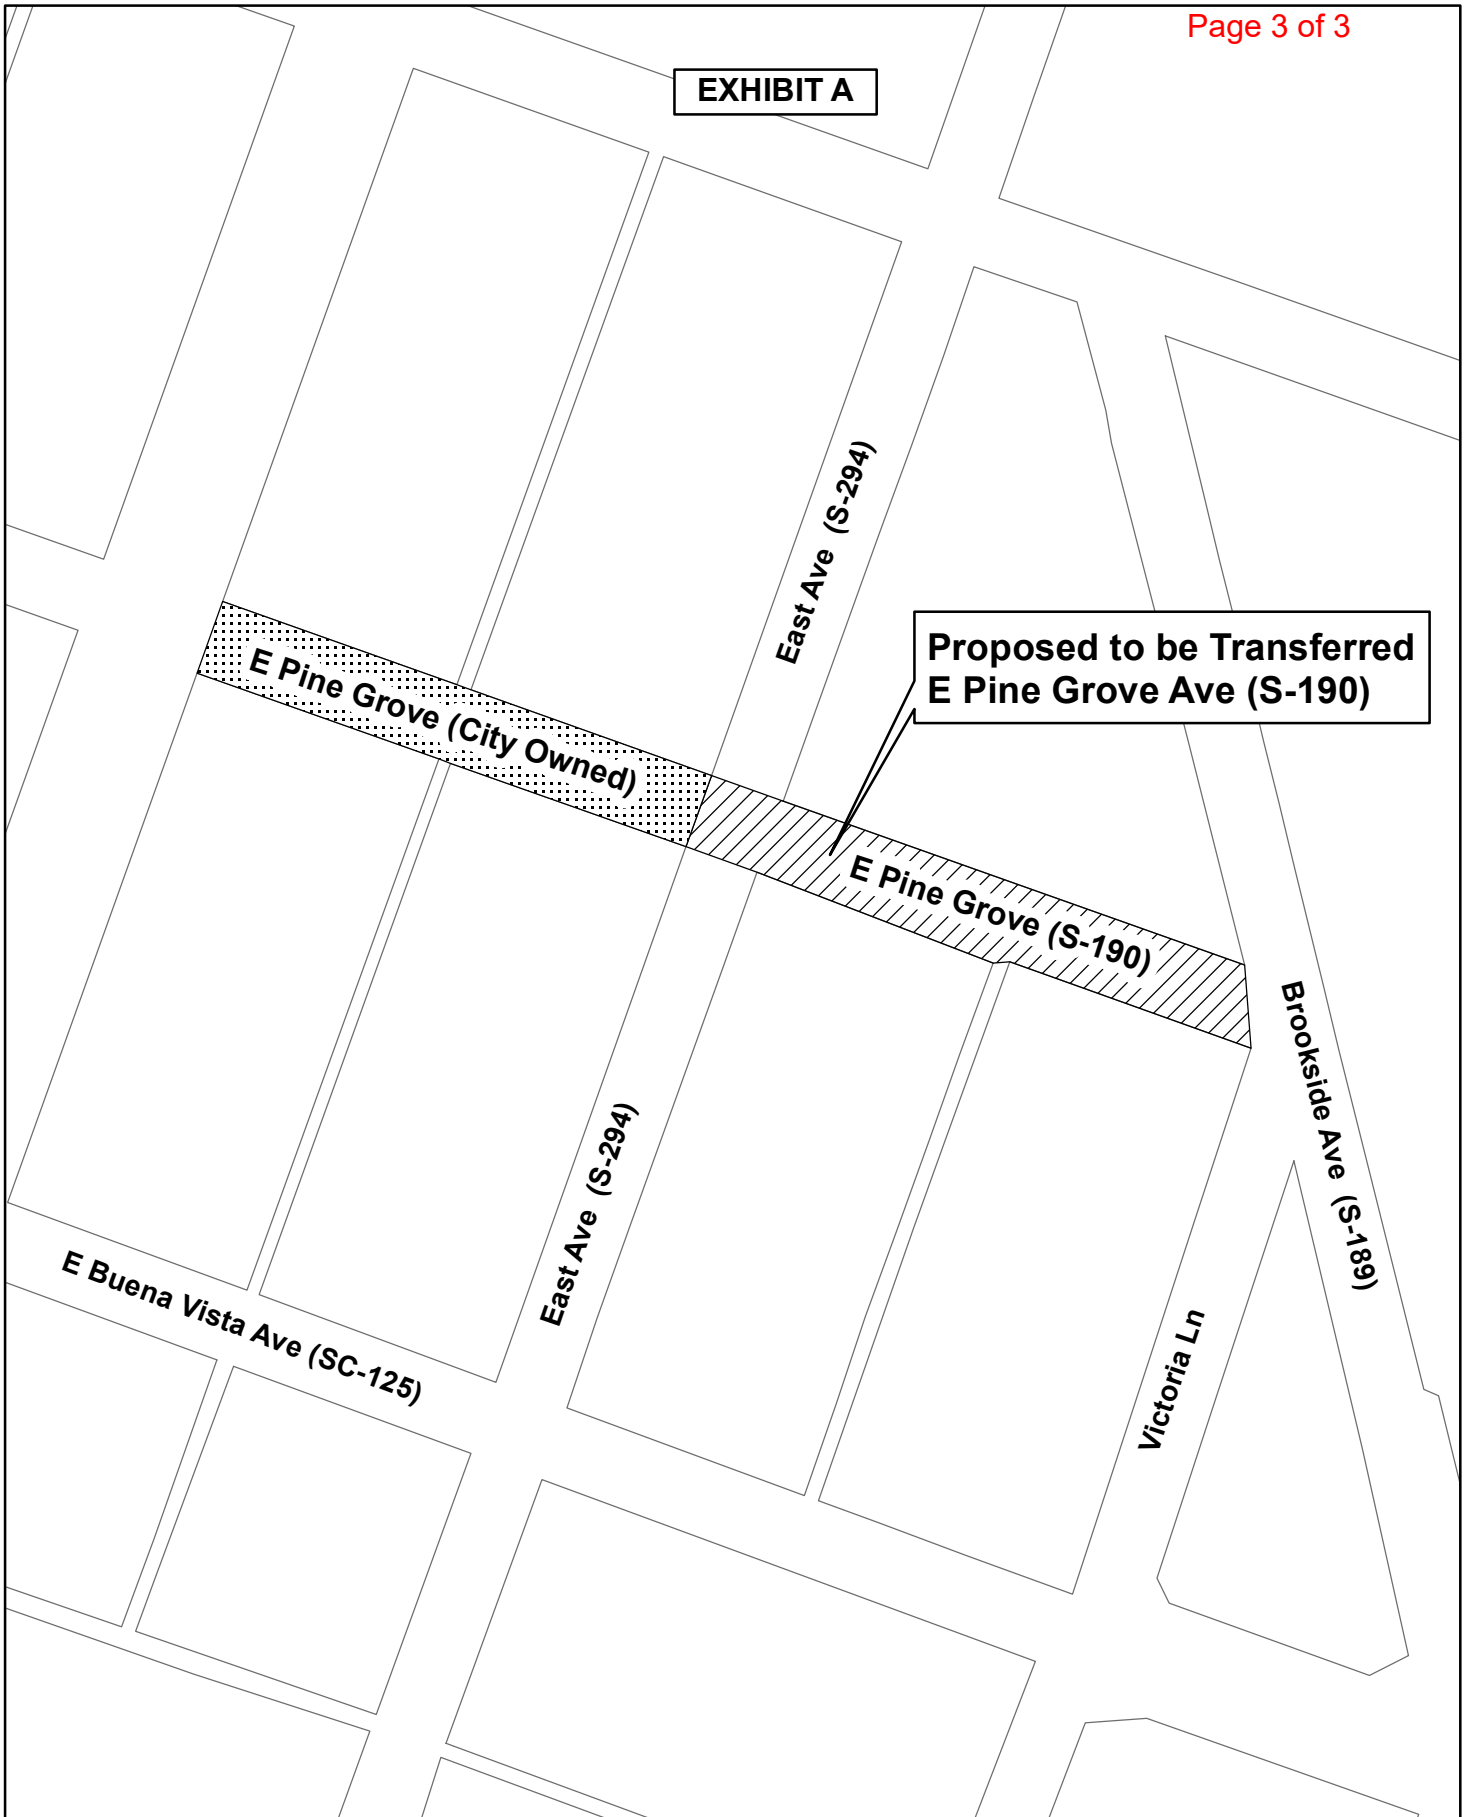 Page 3 of 3
EXHIBIT A
East Ave (S-294)
Proposed to be Transferred
E Pine Grove Ave (S-190)
E Pine Grove (City Owned)
E Pine Grove (S-190)
Brookside Ave (S-189)
East Ave (S-294)
E Buena Vista Ave (SC-125)
Victoria Ln